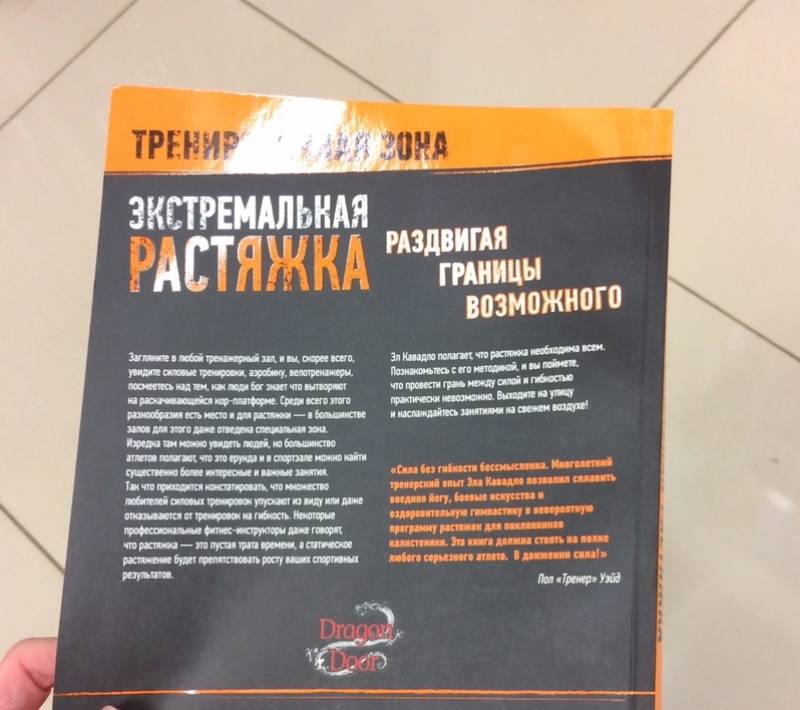 ТРЕНИРОВОЧНАЯ ЗОНА
ЭКСТРЕМАЛЬНАЯ
РАСТЯЖКА
РАЗДВИГАЯ
ГРАНИЦЫ
ВОЗМОЖНОГО
Загляните в любой тренажерный зал, и вы, скорее всего,
увидите силовые тренировки, аэробику, велотренажеры,
посмеетесь над тем, как люди бог знает что вытворяют
на раскачивающейся кор-платформе. Среди всего этого
разнообразия есть место и для растяжки — в большинстве
залов для этого даже отведена специальная зона.
Изредка там можно увидеть людей, но большинство
атлетов полагают, что это ерунда и в спортзале можно найти
существенно более интересные и важные занятия.
Так что приходится констатировать, что множество
любителей силовых тренировок упускают из виду или даже
отказываются от тренировок на гибкость. Некоторые
профессиональные фитнес-инструкторы даже говорят,
что растяжка — это пустая трата времени, а статическое
растяжение будет препятствовать росту ваших спортивных
результатов.
Эл Кавадло полагает, что растяжка необходима всем.
Познакомьтесь с его методикой, и вы поймете,
что провести грань между силой и гибкостью
практически невозможно. Выходите на улицу
и наслаждайтесь занятиями на свежем воздухе!
«Сила без гибкости бессмысленна. Многолетний
тренерский опыт Эла Кавадло позволил сплавить
воедино йогу, боевые искусства и
оздоровительную гимнастику в невероятную
программу растяжек для поклонников
калистеники. Эта книга должна стоять на полке
любого серьезного атлета. В движении сила!»
Пол «Тренер» Уэйд
Dragon
Door